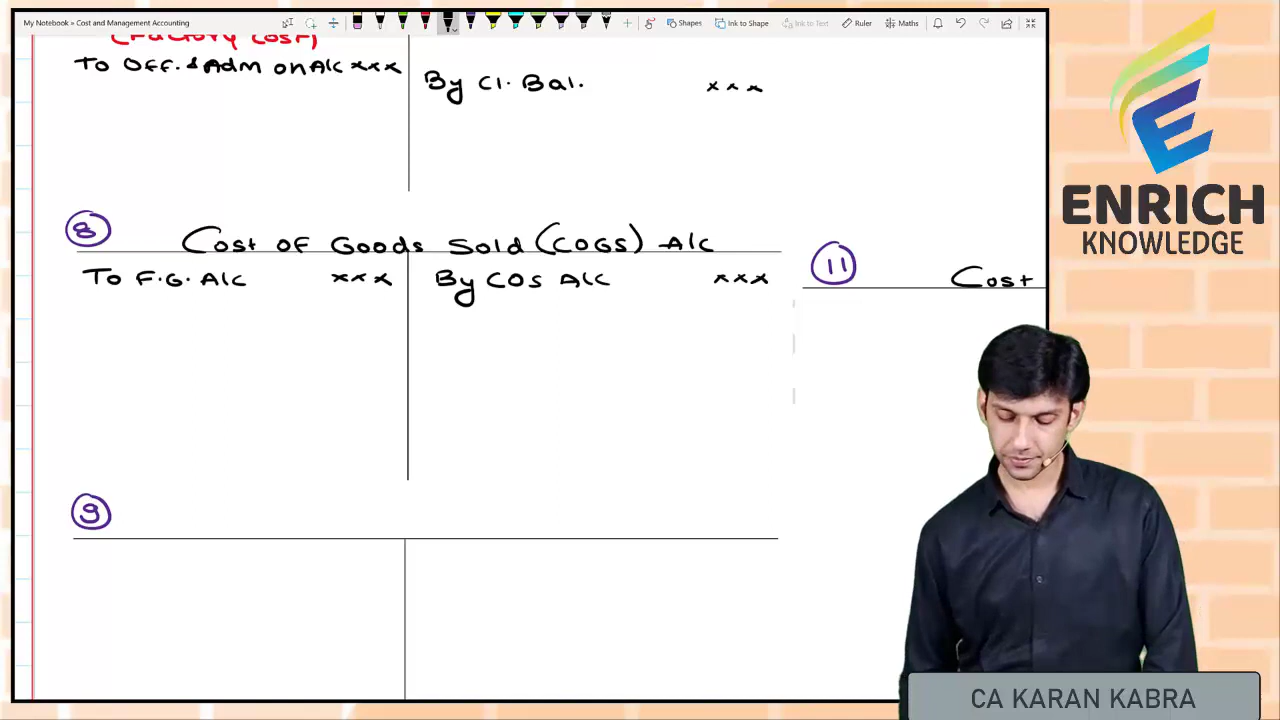 My Notebook » Cost and Management Accounting
Shapes
Ink to Shape
Ink to Text
Ruler
Maths
(Factory Cost)
To Off. & Adm on A/c xxx
By Cl. Bal. xxx
8
Cost of Goods Sold (COGS) A/c
To F.G. A/c xxx
By COS A/c xxx
11
Cost
9
ENRICH
KNOWLEDGE
CA KARAN KABRA